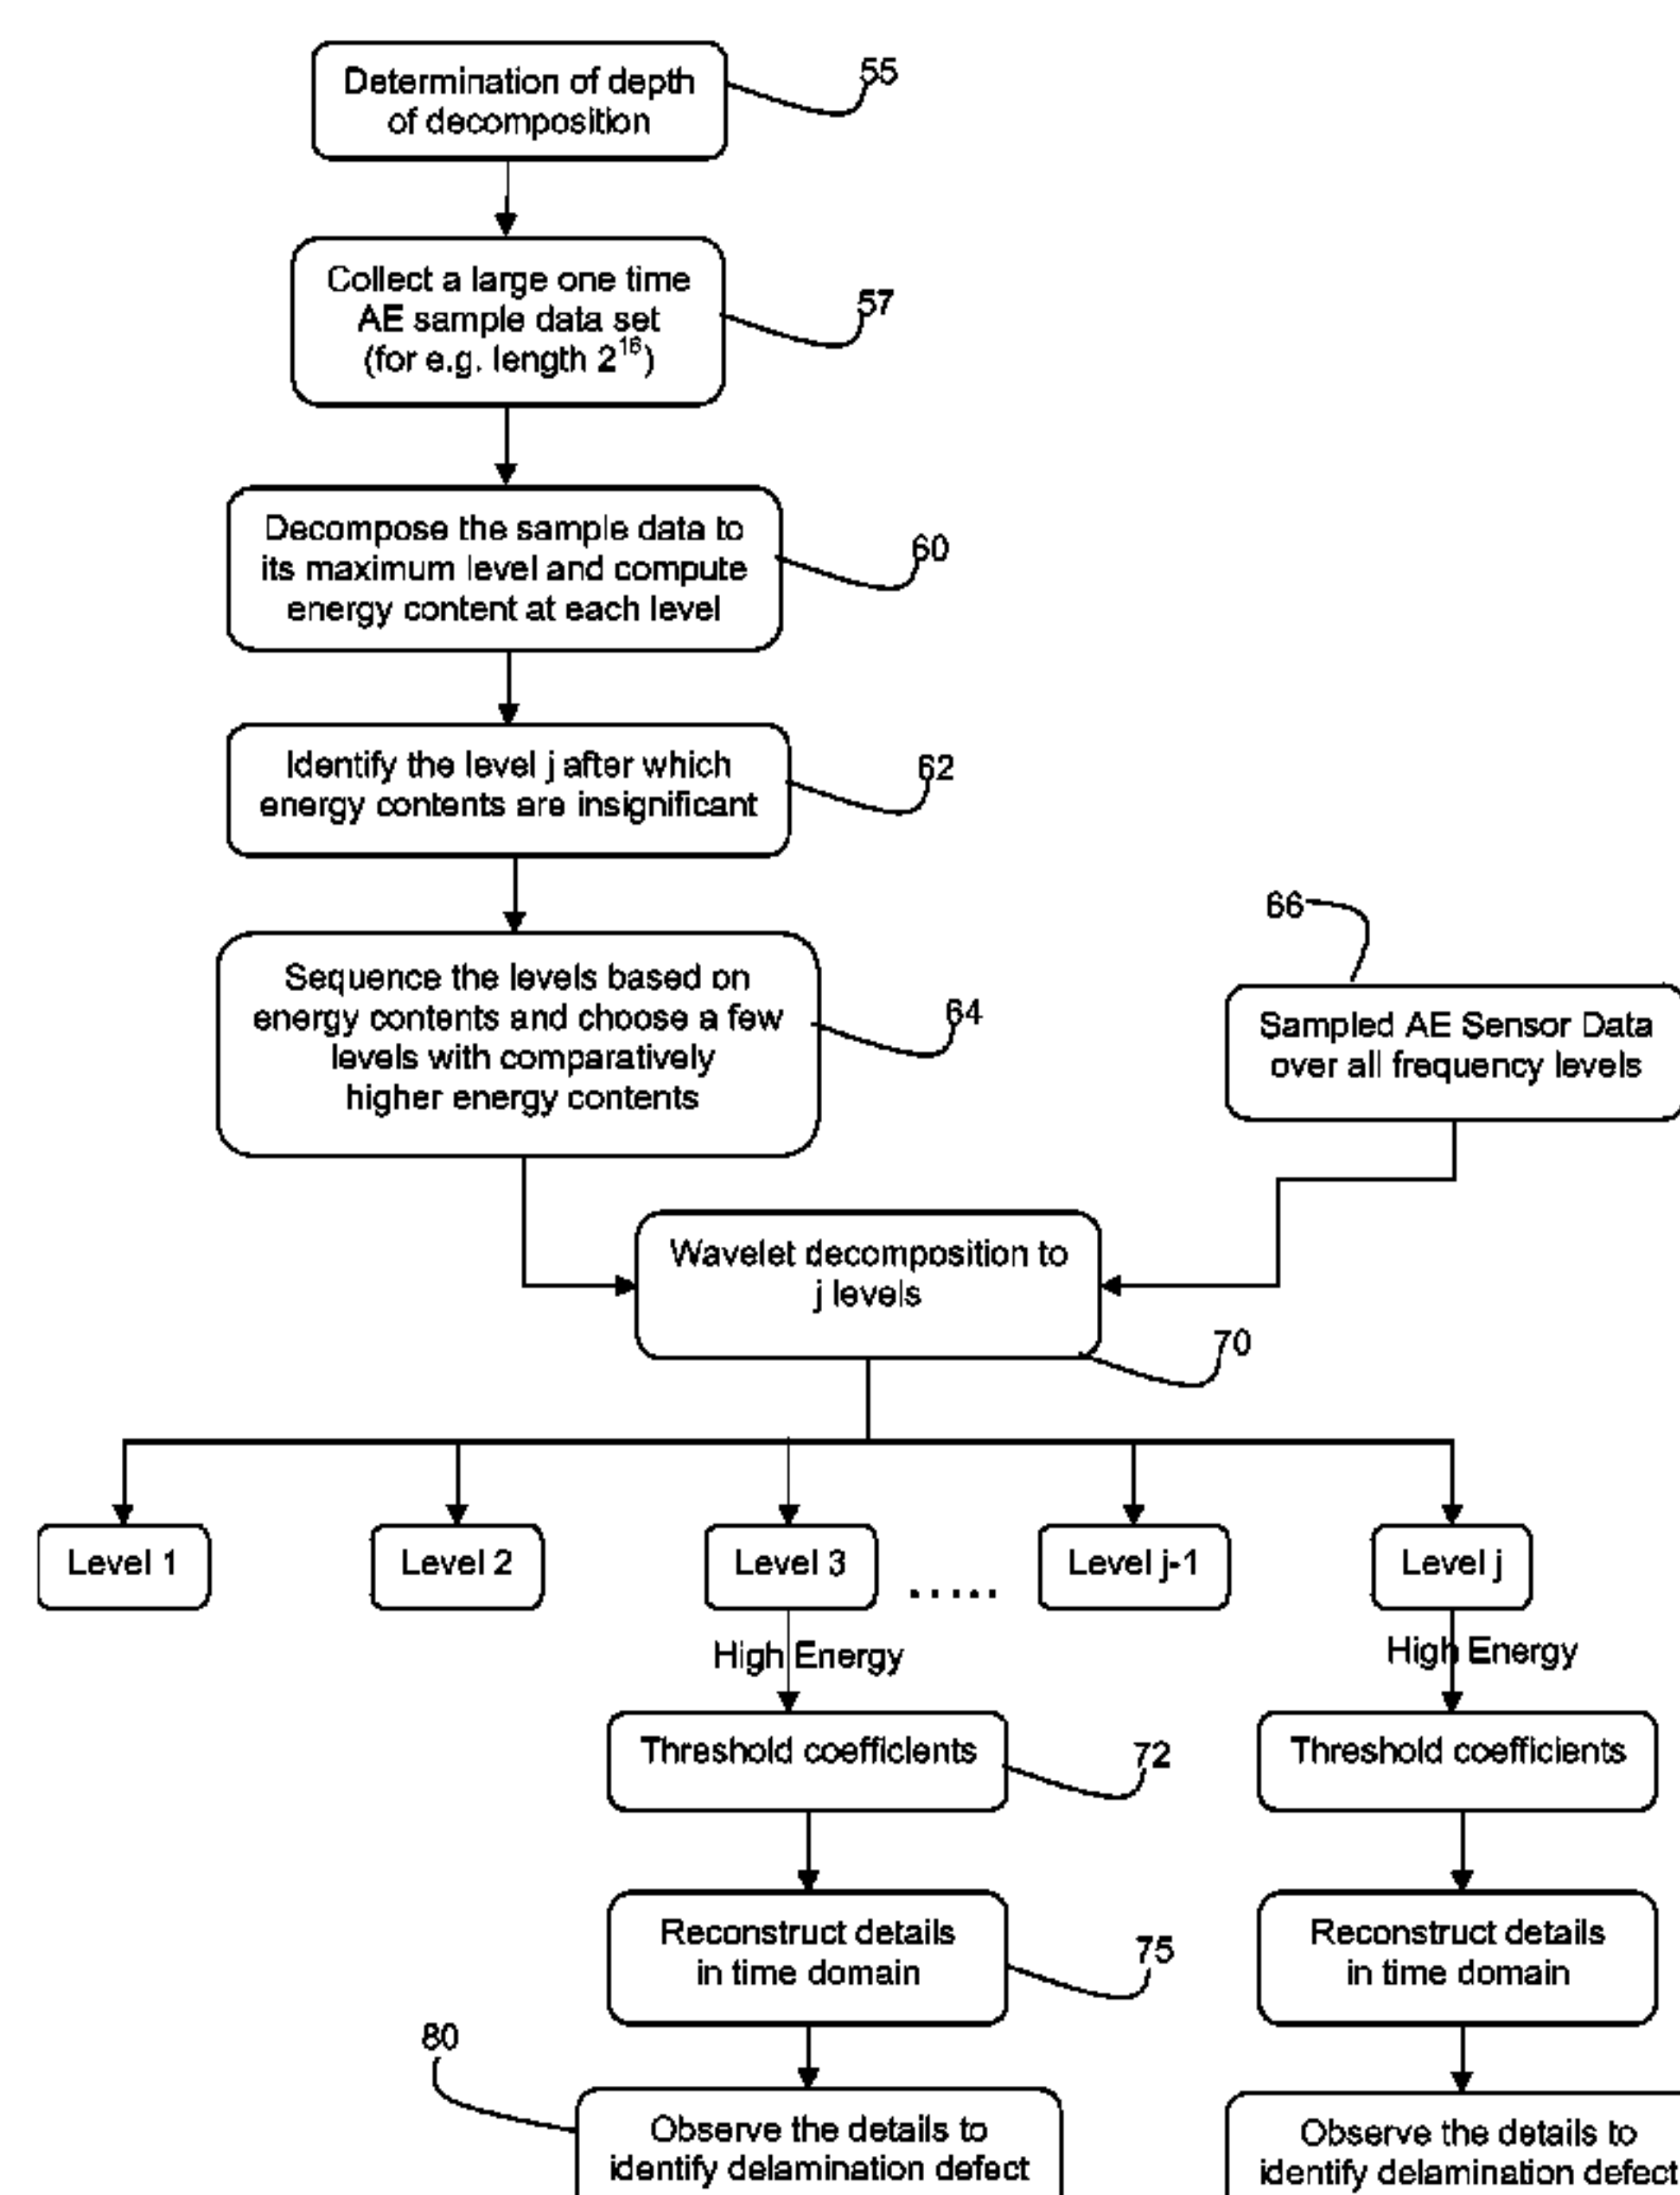 Determination of depth
of decomposition
55
Collect a large one time
AE sample data set
(for e.g. length 2^16)
57
Decompose the sample data to
its maximum level and compute
energy content at each level
60
Identify the level j after which
energy contents are insignificant
62
Sequence the levels based on
energy contents and choose a few
levels with comparatively
higher energy contents
64
66
Sampled AE Sensor Data
over all frequency levels
Wavelet decomposition to
j levels
70
Level 1
Level 2
Level 3
.....
Level j-1
Level j
High Energy
High Energy
Threshold coefficients
72
Threshold coefficients
Reconstruct details
in time domain
75
Reconstruct details
in time domain
80
Observe the details to
identify delamination defect
Observe the details to
identify delamination defect